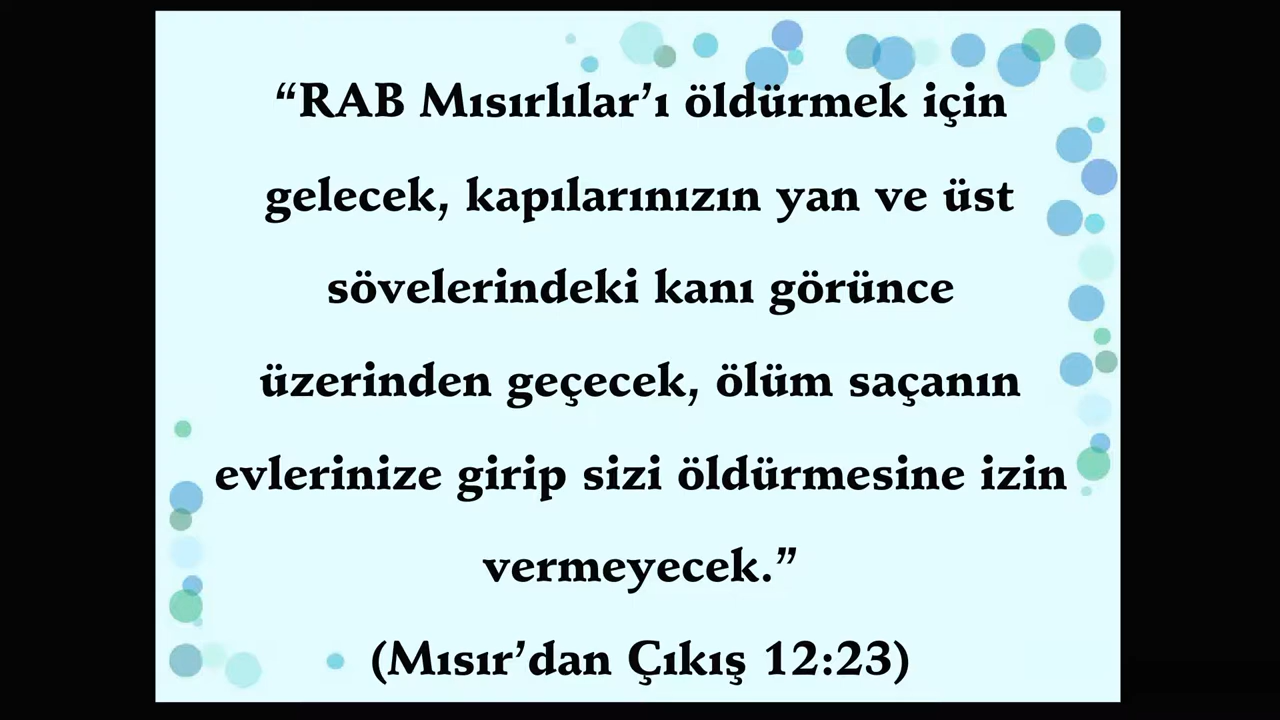 “RAB Mısırlılar’ı öldürmek için
gelecek, kapılarınızın yan ve üst
sövelerindeki kanı görünce
üzerinden geçecek, ölüm saçanın
evlerinize girip sizi öldürmesine izin
vermeyecek.”
(Mısır’dan Çıkış 12:23)